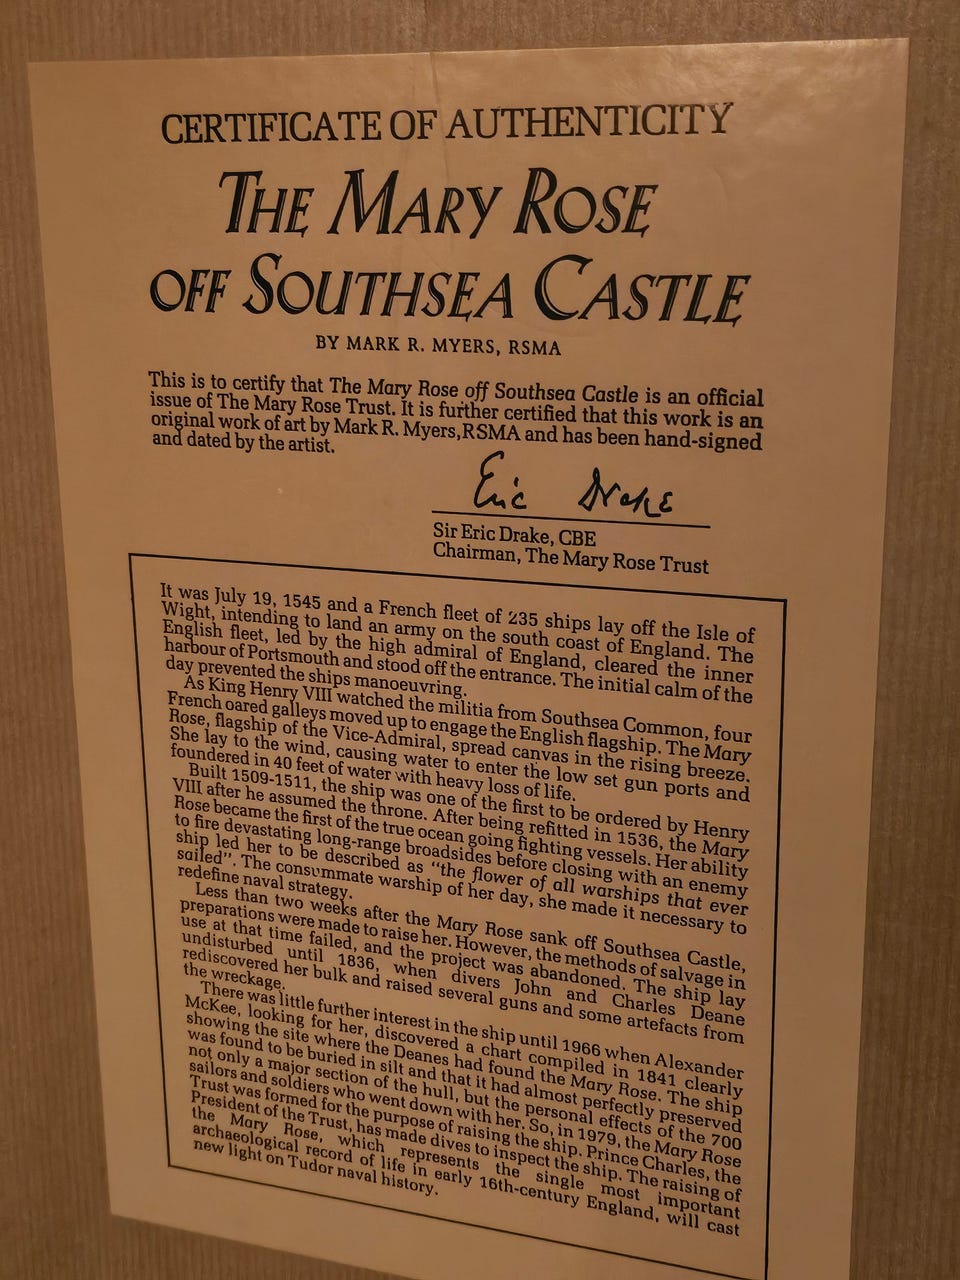 CERTIFICATE OF AUTHENTICITY
THE MARY ROSE
OFF SOUTHSEA CASTLE
BY MARK R. MYERS, RSMA
This is to certify that The Mary Rose off Southsea Castle is an official
issue of The Mary Rose Trust. It is further certified that this work is an
original work of art by Mark R. Myers,RSMA and has been hand-signed
and dated by the artist.
Eric Drake
Sir Eric Drake, CBE
Chairman, The Mary Rose Trust
It was July 19, 1545 and a French fleet of 235 ships lay off the Isle of
Wight, intending to land an army on the south coast of England. The
English fleet, led by the high admiral of England, cleared the inner
harbour of Portsmouth and stood off the entrance. The initial calm of the
day prevented the ships manoeuvring.
As King Henry VIII watched the militia from Southsea Common, four
French oared galleys moved up to engage the English flagship. The Mary
Rose, flagship of the Vice-Admiral, spread canvas in the rising breeze.
She lay to the wind, causing water to enter the low set gun ports and
foundered in 40 feet of water with heavy loss of life.
Built 1509-1511, the ship was one of the first to be ordered by Henry
VIII after he assumed the throne. After being refitted in 1536, the Mary
Rose became the first of the true ocean going fighting vessels. Her ability
to fire devastating long-range broadsides before closing with an enemy
ship led her to be described as "the flower of all warships that ever
sailed". The consummate warship of her day, she made it necessary to
redefine naval strategy.
Less than two weeks after the Mary Rose sank off Southsea Castle,
preparations were made to raise her. However, the methods of salvage in
use at that time failed, and the project was abandoned. The ship lay
undisturbed until 1836, when divers John and Charles Deane
rediscovered her bulk and raised several guns and some artefacts from
the wreckage.
There was little further interest in the ship until 1966 when Alexander
McKee, looking for her, discovered a chart compiled in 1841 clearly
showing the site where the Deanes had found the Mary Rose. The ship
was found to be buried in silt and that it had almost perfectly preserved
not only a major section of the hull, but the personal effects of the 700
sailors and soldiers who went down with her. So, in 1979, the Mary Rose
Trust was formed for the purpose of raising the ship. Prince Charles, the
President of the Trust, has made dives to inspect the ship. The raising of
the Mary Rose, which represents the single most important
archaeological record of life in early 16th-century England, will cast
new light on Tudor naval history.